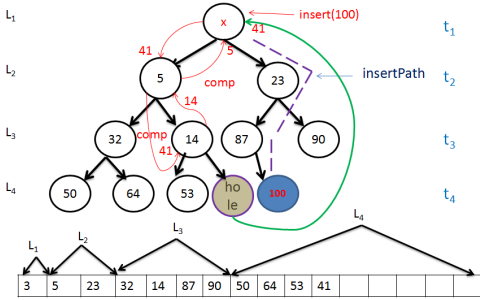 L1
x
insert(100)
41
41
5
t1
L2
5
comp
23
insertPath
t2
14
L3
32
comp
14
87
90
t3
41
L4
50
64
53
ho
le
100
t4
L1
L2
L3
L4
3 5 23 32 14 87 90 50 64 53 41